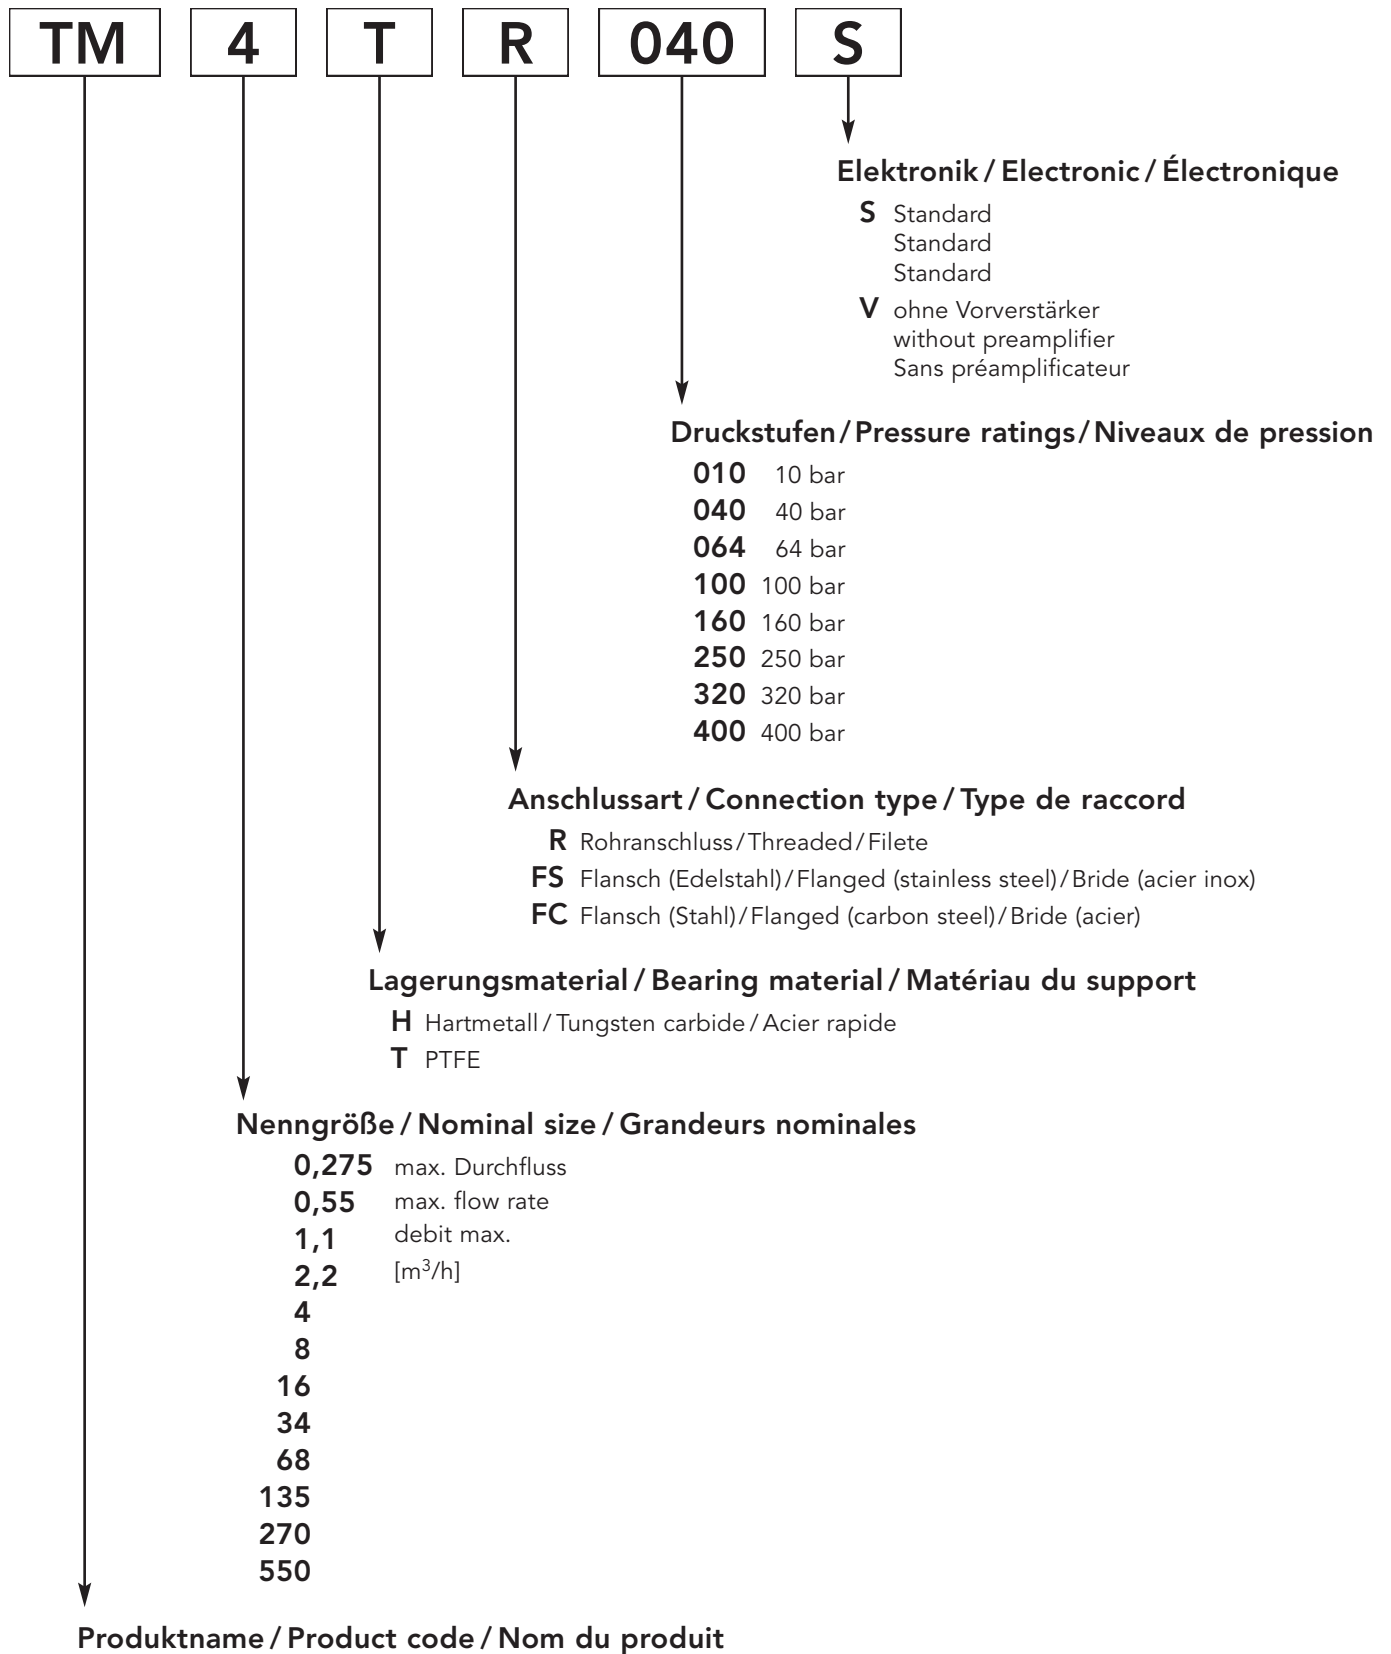 TM 4 T R 040 S
Elektronik / Electronic / Électronique
S Standard
Standard
Standard
V ohne Vorverstärker
without preamplifier
Sans préamplificateur
Druckstufen / Pressure ratings / Niveaux de pression
010 10 bar
040 40 bar
064 64 bar
100 100 bar
160 160 bar
250 250 bar
320 320 bar
400 400 bar
Anschlussart / Connection type / Type de raccord
R Rohranschluss / Threaded / Filete
FS Flansch (Edelstahl) / Flanged (stainless steel) / Bride (acier inox)
FC Flansch (Stahl) / Flanged (carbon steel) / Bride (acier)
Lagerungsmaterial / Bearing material / Matériau du support
H Hartmetall / Tungsten carbide / Acier rapide
T PTFE
Nenngröße / Nominal size / Grandeurs nominales
0,275 max. Durchfluss
0,55 max. flow rate
1,1 debit max.
2,2 [m³/h]
4
8
16
34
68
135
270
550
Produktname / Product code / Nom du produit